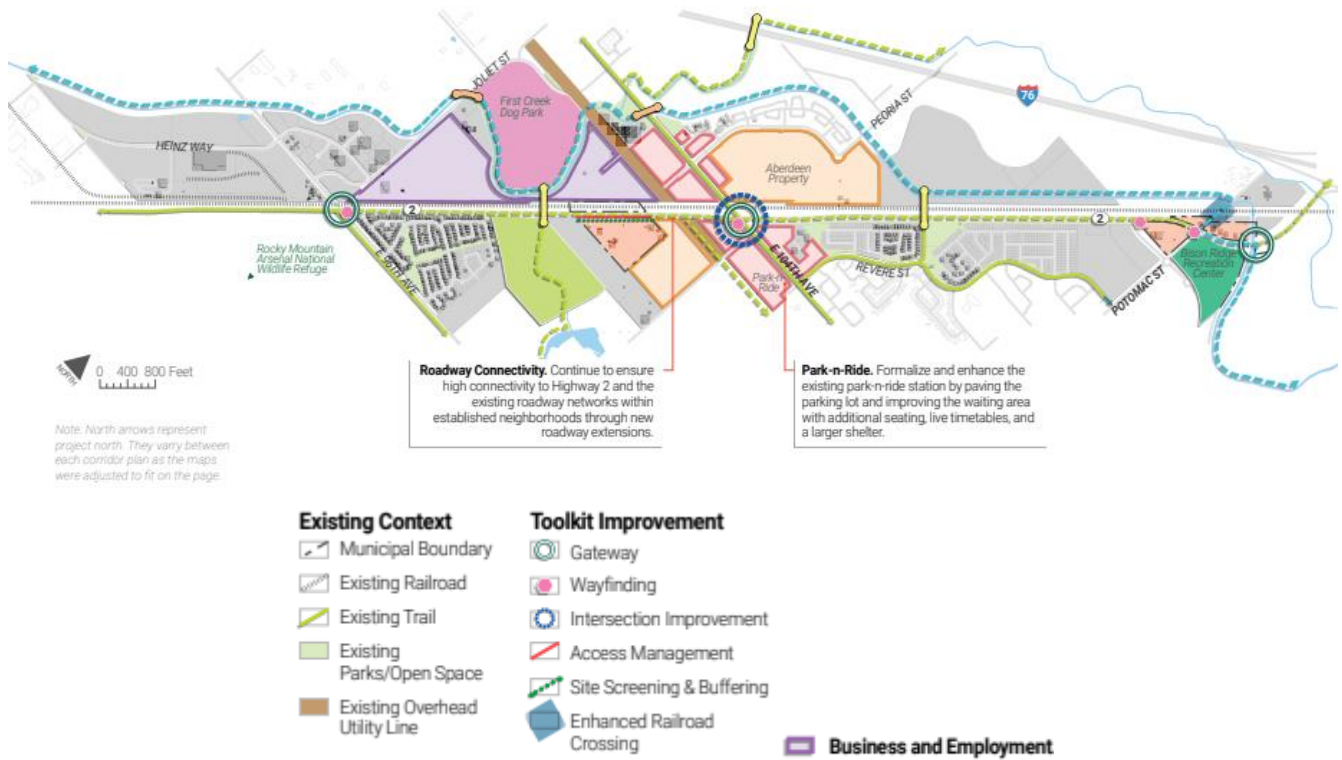 JOLIET ST
First Creek
Dog Park
76
PEORIA ST
HEINZ WAY
Aberdeen
Property
2
2
Rocky Mountain
Arsenal National
Wildlife Refuge
E 96TH AVE
E 104TH AVE
Park-n-
Ride
REVERE ST
POTOMAC ST
Bison Ridge
Recreation
Center
NORTH
0 400 800 Feet
Roadway Connectivity. Continue to ensure
high connectivity to Highway 2 and the
existing roadway networks within
established neighborhoods through new
roadway extensions.
Park-n-Ride. Formalize and enhance the
existing park-n-ride station by paving the
parking lot and improving the waiting area
with additional seating, live timetables, and
a larger shelter.
Note: North arrows represent
project north. They varry between
each corridor plan as the maps
were adjusted to fit on the page.
Existing Context
Municipal Boundary
Existing Railroad
Existing Trail
Existing
Parks/Open Space
Existing Overhead
Utility Line
Toolkit Improvement
Gateway
Wayfinding
Intersection Improvement
Access Management
Site Screening & Buffering
Enhanced Railroad
Crossing
Business and Employment